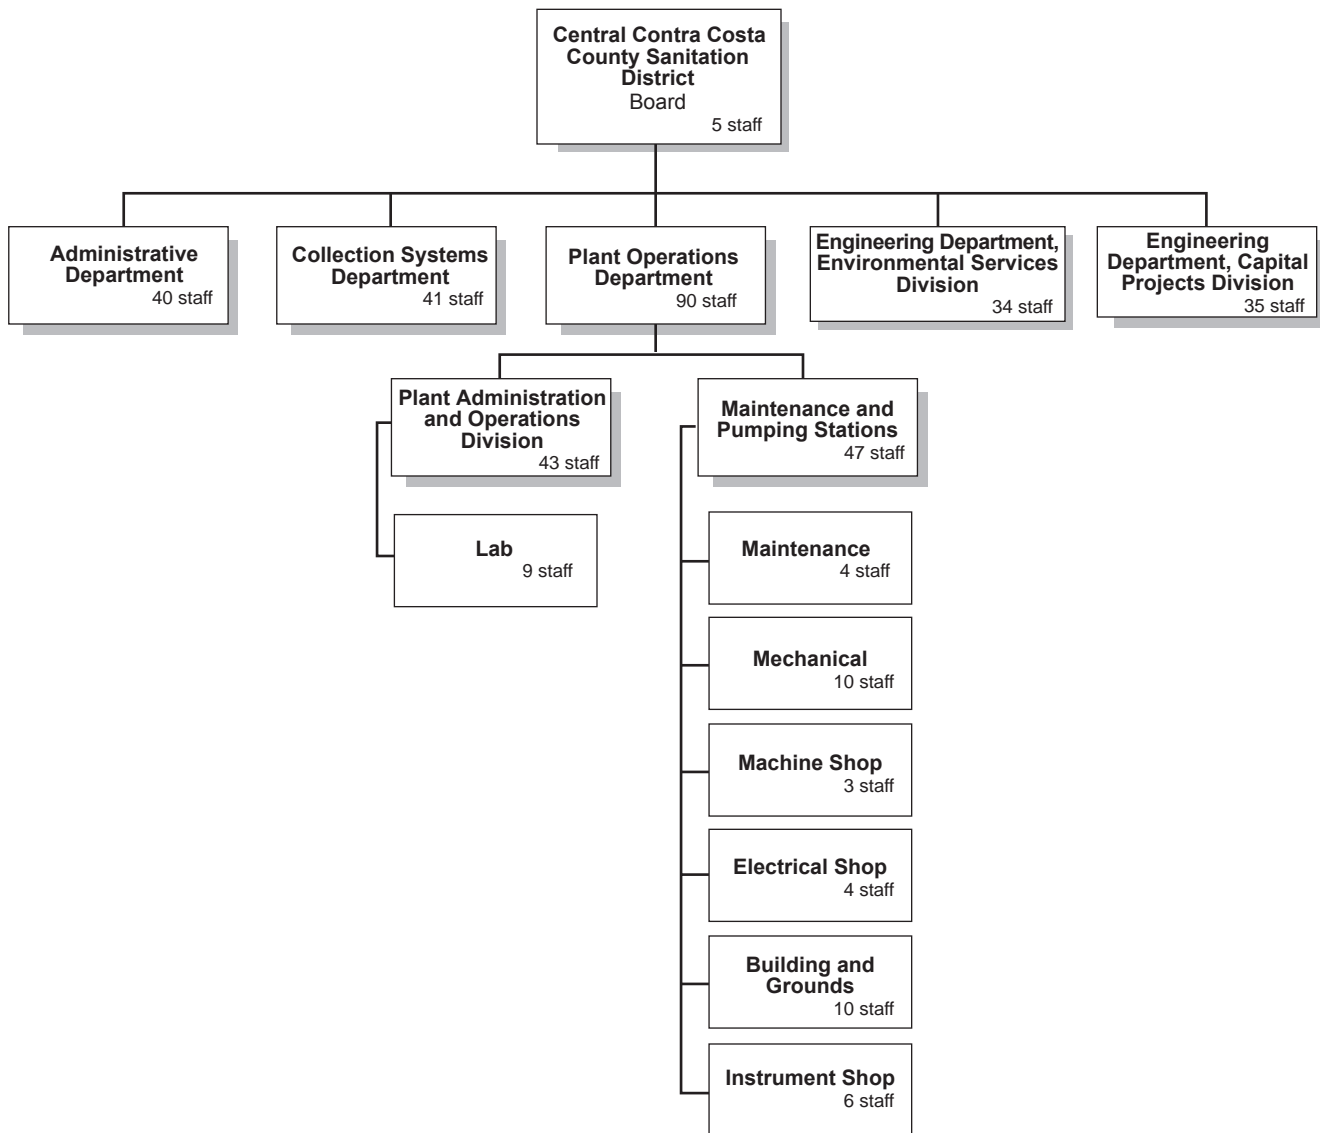 Central Contra Costa
County Sanitation
District
Board
5 staff
Administrative
Department
40 staff
Collection Systems
Department
41 staff
Plant Operations
Department
90 staff
Engineering Department,
Environmental Services
Division
34 staff
Engineering
Department, Capital
Projects Division
35 staff
Plant Administration
and Operations
Division
43 staff
Maintenance and
Pumping Stations
47 staff
Lab
9 staff
Maintenance
4 staff
Mechanical
10 staff
Machine Shop
3 staff
Electrical Shop
4 staff
Building and
Grounds
10 staff
Instrument Shop
6 staff